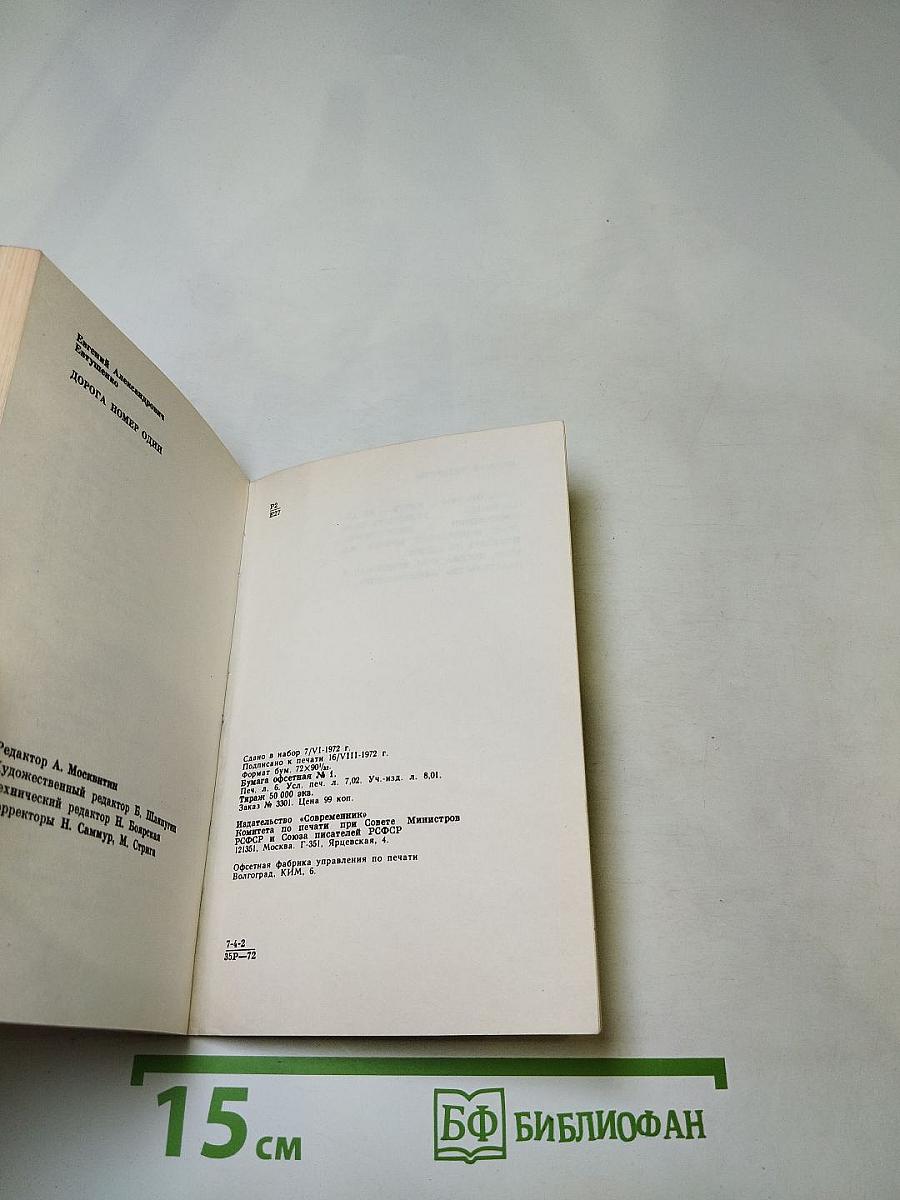 Евгений Александрович
Евтушенко
ДОРОГА НОМЕР ОДИН
Редактор А. Москвитин
Художественный редактор Б.
Технический редактор Н. Боярская
Корректоры Н. Саммур, М. Стрига
Р2
Е27
Сдано в набор 7/VI-1972 г.
Подписано к печати 16/VIII-1972 г.
Формат бум. 72×90¹/₃₂.
Бумага офсетная № 1.
Печ. л. 6. Усл. печ. л. 7,02. Уч.-изд. л. 8,01.
Тираж 50 000 экз.
Заказ № 3301. Цена 99 коп.
Издательство «Современник»
Комитета по печати при Совете Министров
РСФСР и Союза писателей РСФСР
121351, Москва. Г-351, Ярцевская, 4.
Офсетная фабрика управления по печати
Волгоград, КИМ, 6.
7-4-2
35Р—72
15 см
БФ БИБЛИОФАН